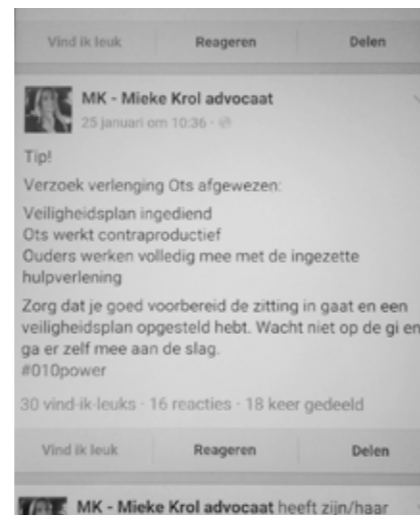 Vind ik leuk Reageren Delen
MK - Mieke Krol advocaat
25 januari om 10:36 ·
Tip!
Verzoek verlenging Ots afgewezen:
Veiligheidsplan ingediend
Ots werkt contraproductief
Ouders werken volledig mee met de ingezette
hulpverlening
Zorg dat je goed voorbereid de zitting in gaat en een
veiligheidsplan opgesteld hebt. Wacht niet op de gi en
ga er zelf mee aan de slag.
#010power
30 vind-ik-leuks · 16 reacties · 18 keer gedeeld
Vind ik leuk Reageren Delen
MK - Mieke Krol advocaat heeft zijn/haar